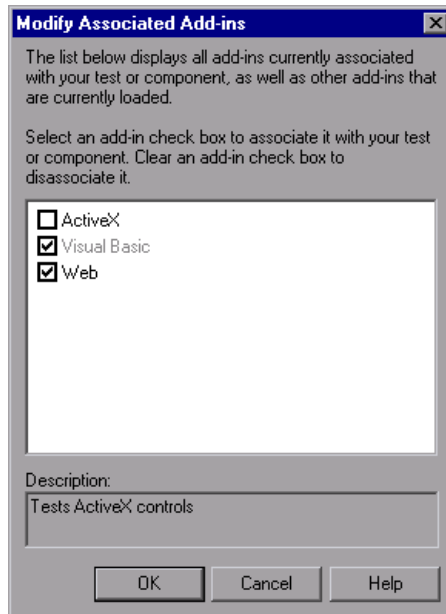 Modify Associated Add-ins
The list below displays all add-ins currently associated
with your test or component, as well as other add-ins that
are currently loaded.
Select an add-in check box to associate it with your test
or component. Clear an add-in check box to
disassociate it.
ActiveX
Visual Basic
Web
Description:
Tests ActiveX controls
OK Cancel Help